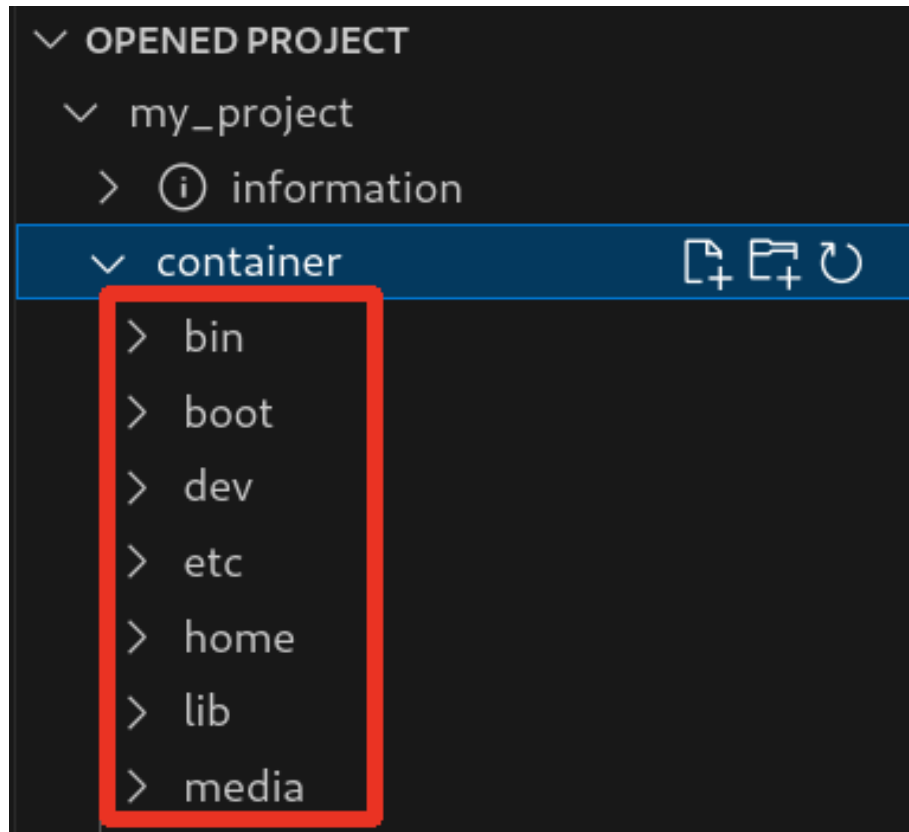 OPENED PROJECT
my_project
information
container
bin
boot
dev
etc
home
lib
media